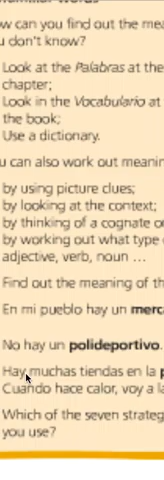 ow can you find out the mea
u don't know?
Look at the Palabras at the
chapter;
Look in the Vocabulario at
the book;
Use a dictionary.
u can also work out meanin
by using picture clues;
by looking at the context;
by thinking of a cognate o
by working out what type
adjective, verb, noun ...
Find out the meaning of th
En mi pueblo hay un merc
No hay un polideportivo.
Hay muchas tiendas en la p
Cuando hace calor, voy a la
Which of the seven strateg
you use?